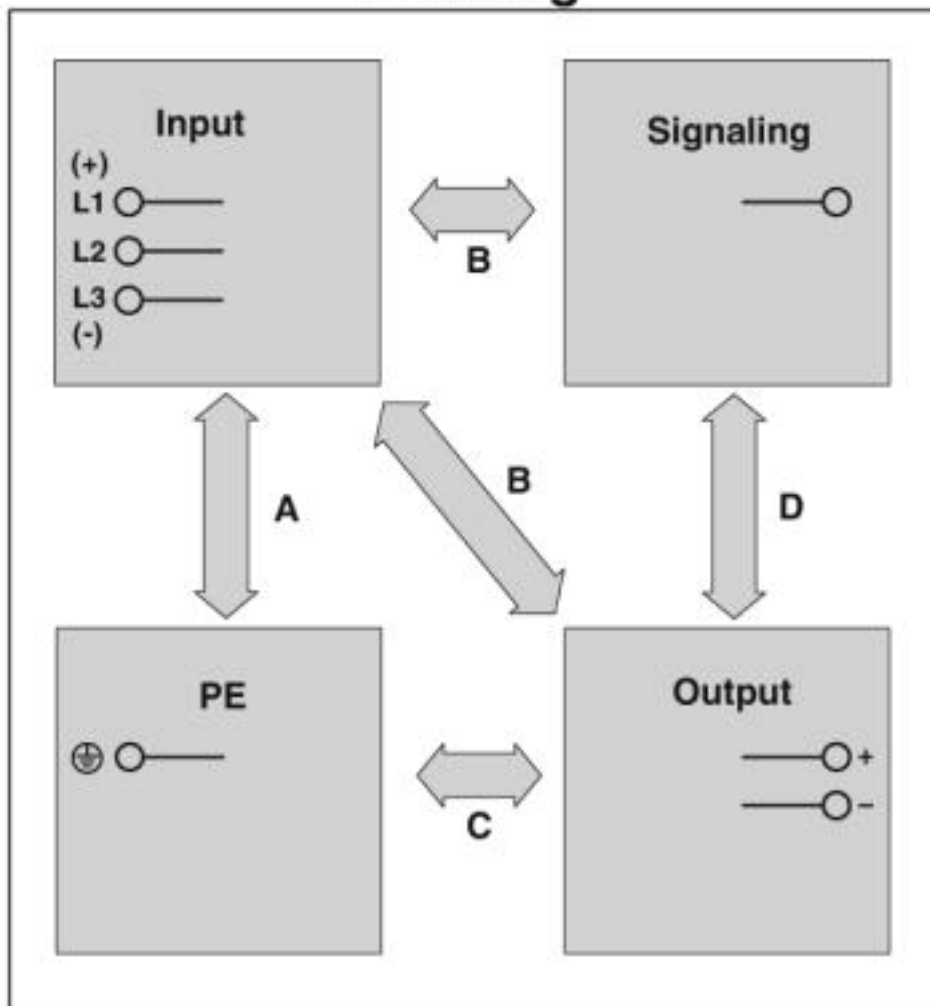 Input
(+)
L1
L2
L3
(-)
Signaling
B
A
B
D
PE
Output
+
−
C